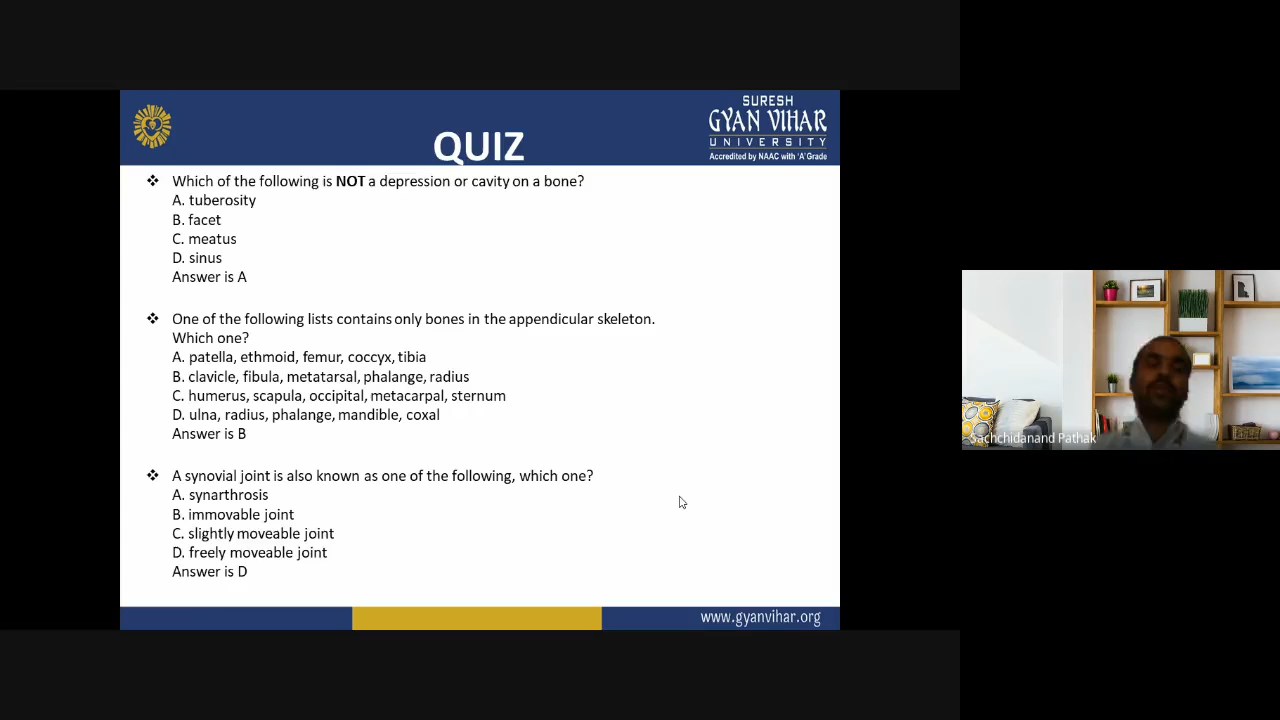 SURESH
GYAN VIHAR
UNIVERSITY
Accredited by NAAC with 'A' Grade
QUIZ
❖ Which of the following is NOT a depression or cavity on a bone?
A. tuberosity
B. facet
C. meatus
D. sinus
Answer is A
❖ One of the following lists contains only bones in the appendicular skeleton.
Which one?
A. patella, ethmoid, femur, coccyx, tibia
B. clavicle, fibula, metatarsal, phalange, radius
C. humerus, scapula, occipital, metacarpal, sternum
D. ulna, radius, phalange, mandible, coxal
Answer is B
❖ A synovial joint is also known as one of the following, which one?
A. synarthrosis
B. immovable joint
C. slightly moveable joint
D. freely moveable joint
Answer is D
www.gyanvihar.org
Sachchidanand Pathak